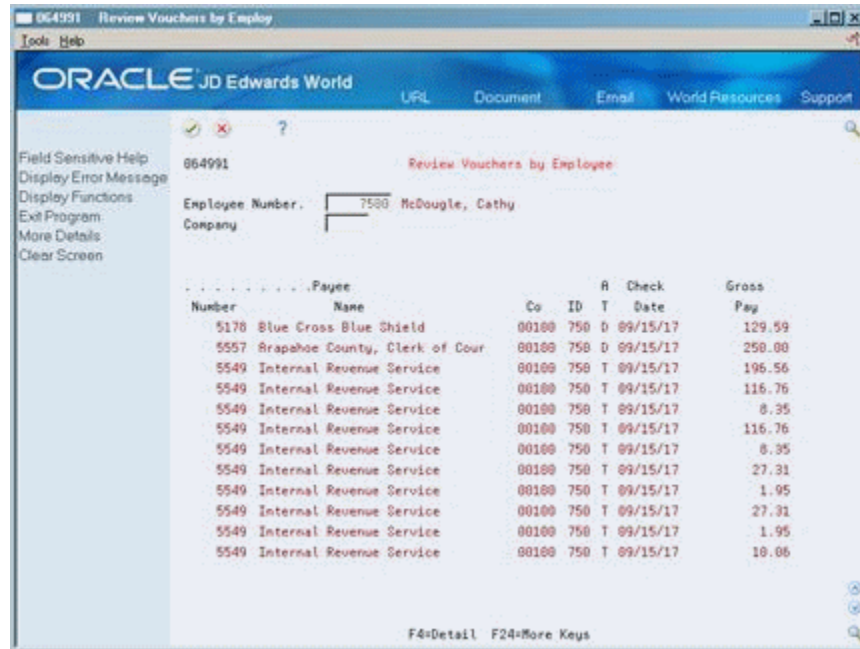 064991 Review Vouchers by Employ
Tools Help
ORACLE JD Edwards World
URL Document Email World Resources Support
?
Field Sensitive Help
Display Error Message
Display Functions
Exit Program
More Details
Clear Screen
064991 Review Vouchers by Employee
Employee Number. 7500 McDougle, Cathy
Company
. . . . . . . . . .Payee A Check Gross
Number Name Co ID T Date Pay
5178 Blue Cross Blue Shield 00100 750 D 09/15/17 129.59
5557 Arapahoe County, Clerk of Cour 00100 750 D 09/15/17 250.00
5549 Internal Revenue Service 00100 750 T 09/15/17 196.56
5549 Internal Revenue Service 00100 750 T 09/15/17 116.76
5549 Internal Revenue Service 00100 750 T 09/15/17 8.35
5549 Internal Revenue Service 00100 750 T 09/15/17 116.76
5549 Internal Revenue Service 00100 750 T 09/15/17 8.35
5549 Internal Revenue Service 00100 750 T 09/15/17 27.31
5549 Internal Revenue Service 00100 750 T 09/15/17 1.95
5549 Internal Revenue Service 00100 750 T 09/15/17 27.31
5549 Internal Revenue Service 00100 750 T 09/15/17 1.95
5549 Internal Revenue Service 00100 750 T 09/15/17
F4=Detail F24=More Keys